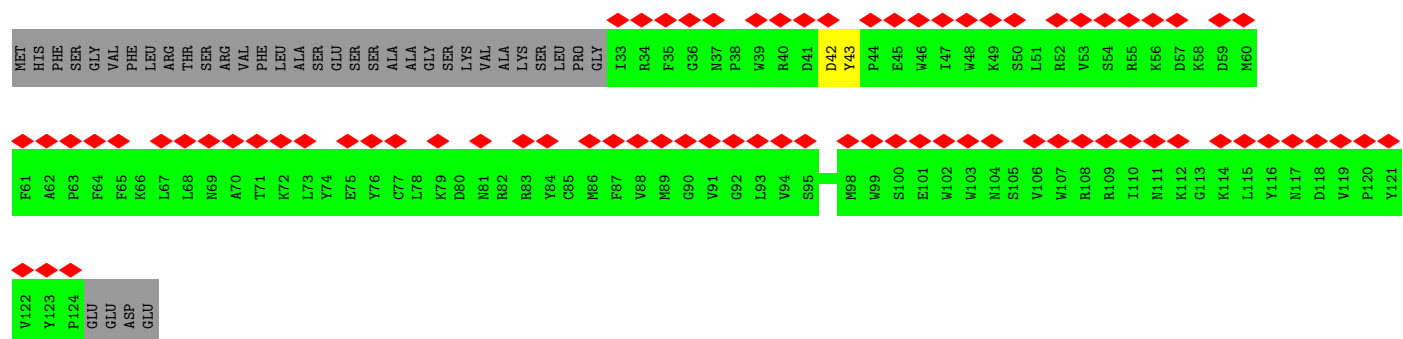 MET HIS PHE SER GLY VAL PHE LEU ARG THR SER ARG VAL PHE LEU ALA SER GLU SER SER ALA ALA GLY SER LYS VAL ALA LYS SER LEU PRO GLY I33 R34 F35 G36 N37 P38 W39 R40 D41 D42 Y43 P44 E45 W46 I47 W48 K49 S50 L51 R52 V53 S54 R55 K56 D57 K58 D59 M60
F61 A62 P63 F64 F65 K66 L67 L68 N69 A70 T71 K72 L73 Y74 E75 Y76 C77 L78 K79 D80 N81 R82 R83 Y84 C85 M86 F87 V88 M89 G90 V91 G92 L93 V94 S95 M98 W99 S100 E101 W102 W103 N104 S105 V106 W107 R108 R109 I110 N111 K112 G113 K114 L115 Y116 N117 D118 V119 P120 Y121
V122 Y123 P124 GLU GLU ASP GLU